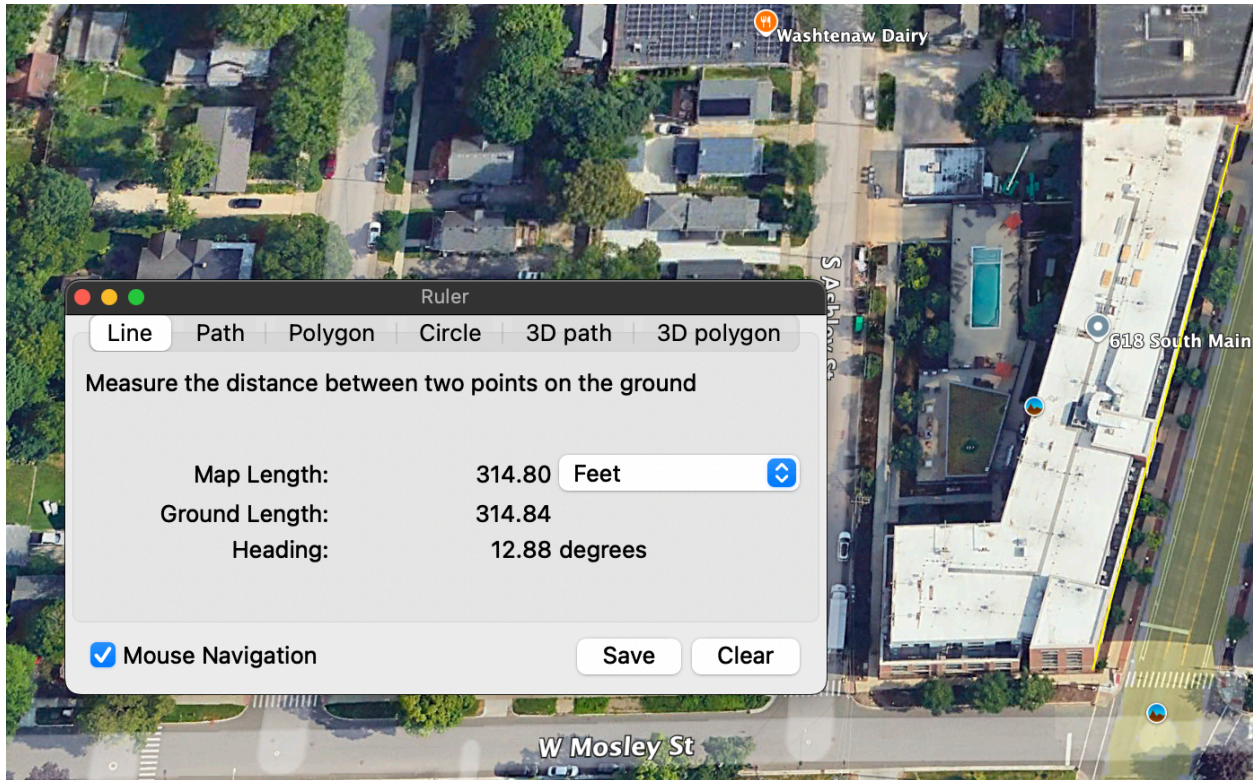 Washtenaw Dairy
S Ashley St
618 South Main
Ruler
Line Path Polygon Circle 3D path 3D polygon
Measure the distance between two points on the ground
Map Length: 314.80 Feet
Ground Length: 314.84
Heading: 12.88 degrees
Mouse Navigation Save Clear
W Mosley St